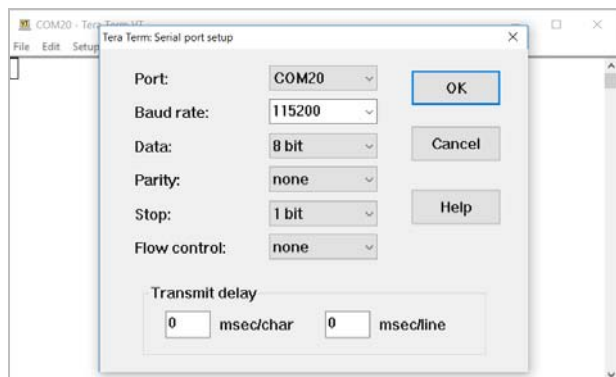 COM20 - Tera Term VT
File Edit Setup
Tera Term: Serial port setup
Port: COM20
OK
Baud rate: 115200
Data: 8 bit
Cancel
Parity: none
Stop: 1 bit
Help
Flow control: none
Transmit delay
0 msec/char 0 msec/line